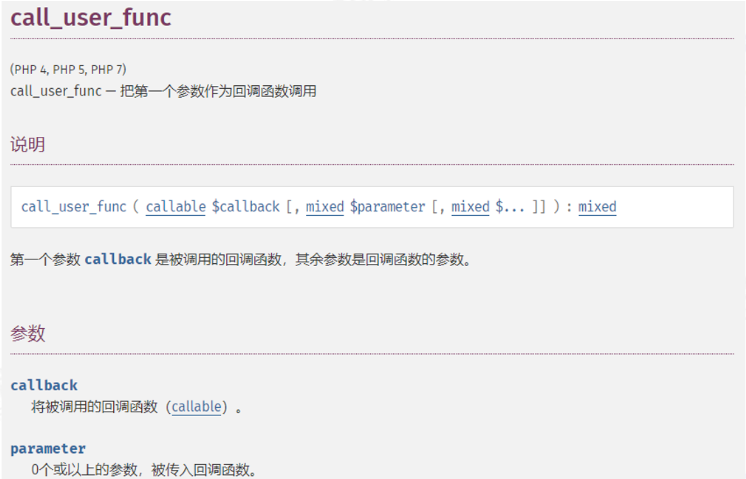 call_user_func
(PHP 4, PHP 5, PHP 7)
call_user_func — 把第一个参数作为回调函数调用
说明
call_user_func ( callable $callback [, mixed $parameter [, mixed $... ]] ) : mixed
第一个参数 callback 是被调用的回调函数，其余参数是回调函数的参数。
参数
callback
将被调用的回调函数（callable）。
parameter
0个或以上的参数，被传入回调函数。